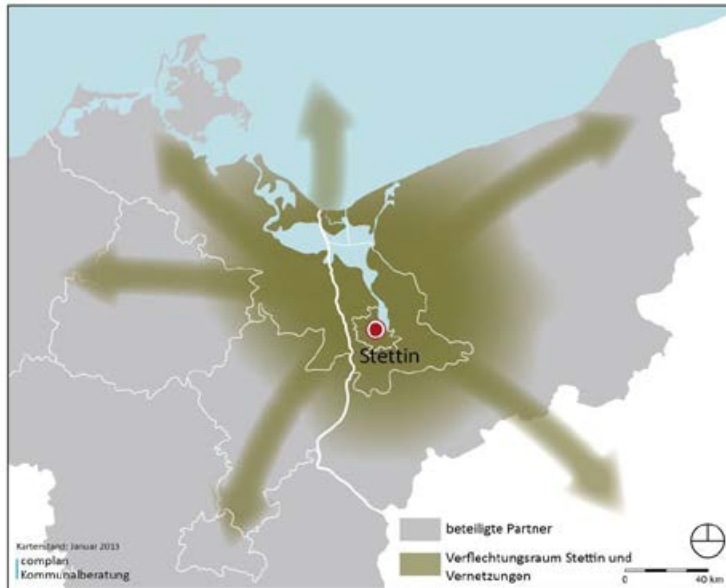 Stettin
Kartenstand: Januar 2013
complan
Kommunalberatung
beteiligte Partner
Verflechtungsraum Stettin und
Vernetzungen
0 40 km